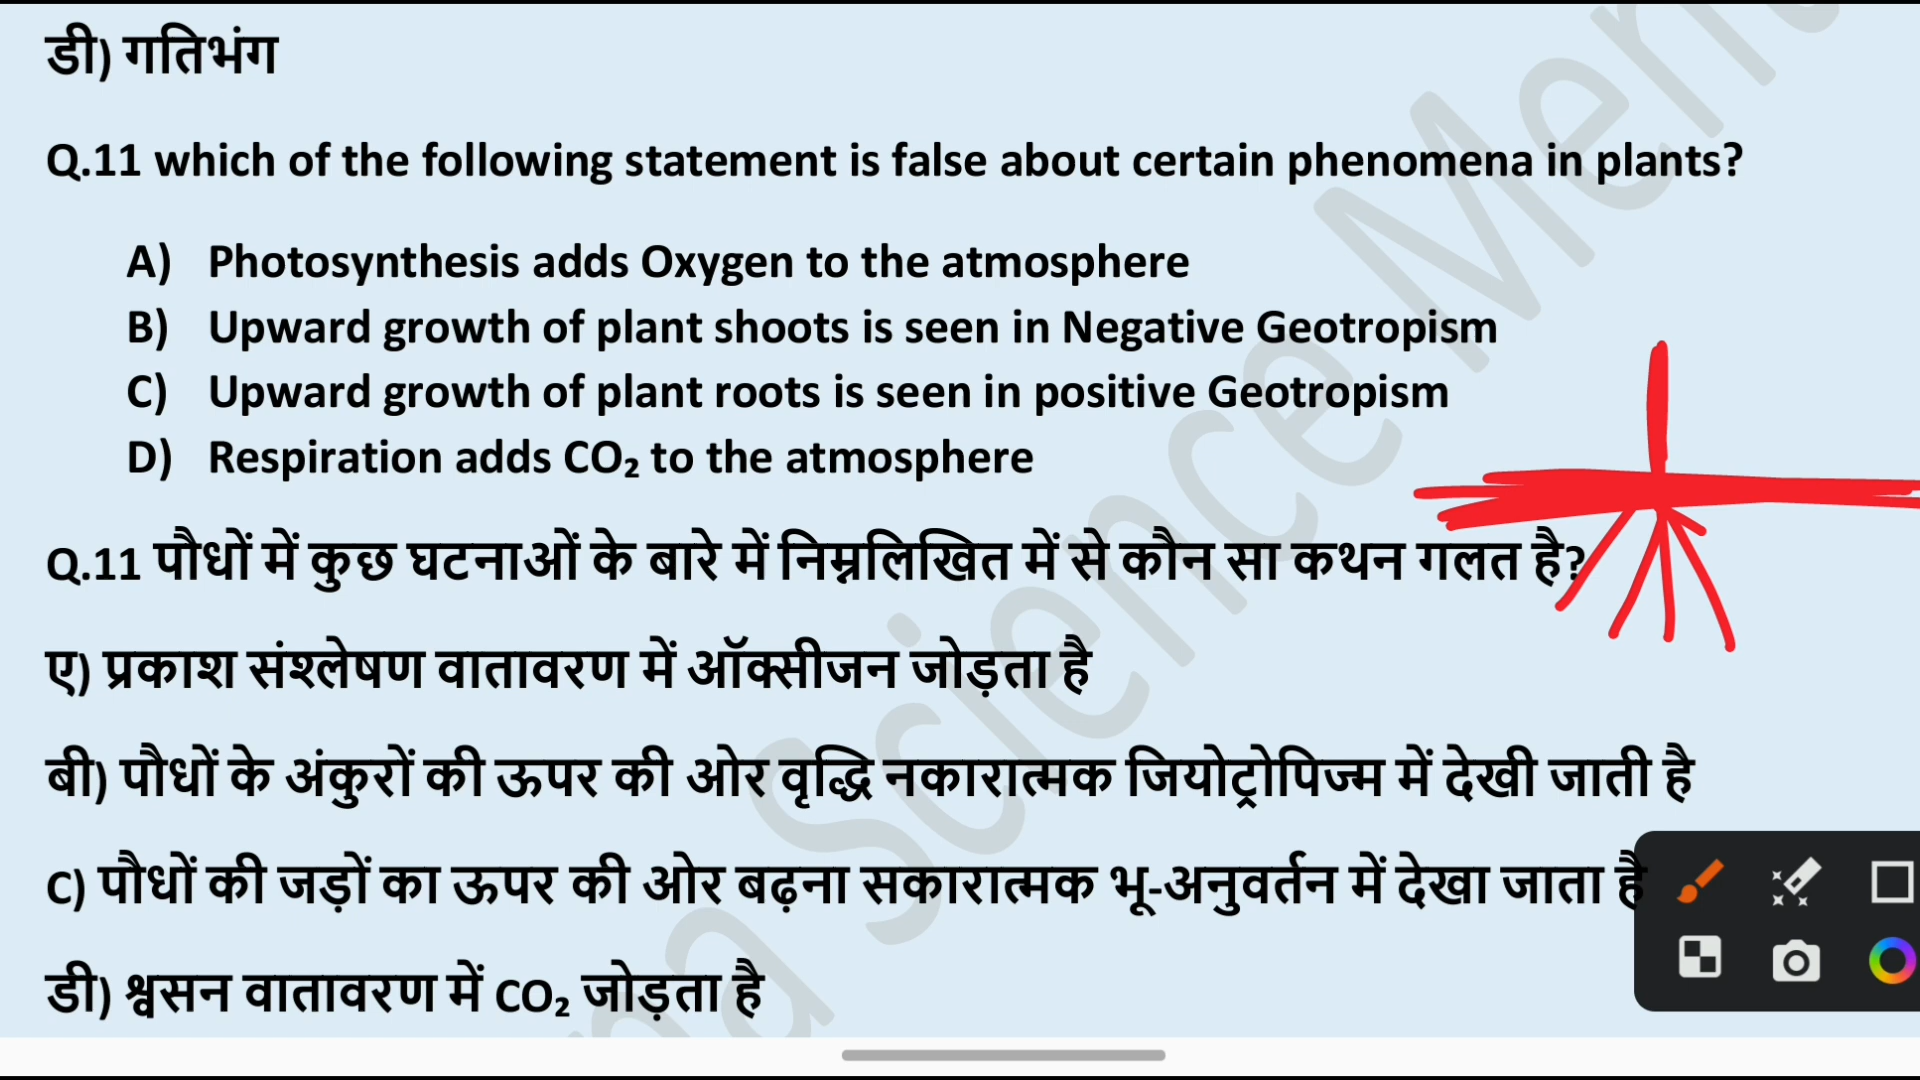 डी) गतिभंग
Q.11 which of the following statement is false about certain phenomena in plants?
A) Photosynthesis adds Oxygen to the atmosphere
B) Upward growth of plant shoots is seen in Negative Geotropism
C) Upward growth of plant roots is seen in positive Geotropism
D) Respiration adds CO₂ to the atmosphere
Q.11 पौधों में कुछ घटनाओं के बारे में निम्नलिखित में से कौन सा कथन गलत है?
ए) प्रकाश संश्लेषण वातावरण में ऑक्सीजन जोड़ता है
बी) पौधों के अंकुरों की ऊपर की ओर वृद्धि नकारात्मक जियोट्रोपिज्म में देखी जाती है
C) पौधों की जड़ों का ऊपर की ओर बढ़ना सकारात्मक भू-अनुवर्तन में देखा जाता है
डी) श्वसन वातावरण में CO₂ जोड़ता है
Science